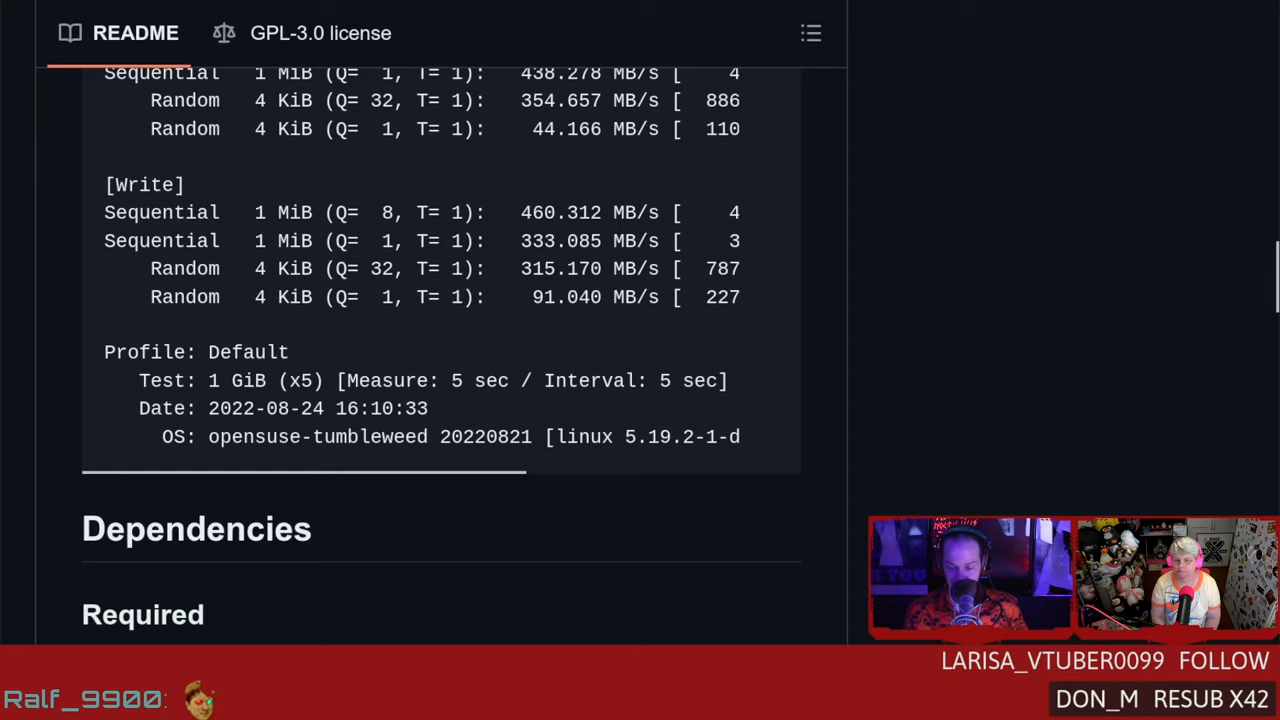 README
GPL-3.0 license
Sequential 1 MiB (Q= 1, T= 1): 438.278 MB/s [ 4
Random 4 KiB (Q= 32, T= 1): 354.657 MB/s [ 886
Random 4 KiB (Q= 1, T= 1): 44.166 MB/s [ 110
[Write]
Sequential 1 MiB (Q= 8, T= 1): 460.312 MB/s [ 4
Sequential 1 MiB (Q= 1, T= 1): 333.085 MB/s [ 3
Random 4 KiB (Q= 32, T= 1): 315.170 MB/s [ 787
Random 4 KiB (Q= 1, T= 1): 91.040 MB/s [ 227
Profile: Default
Test: 1 GiB (x5) [Measure: 5 sec / Interval: 5 sec]
Date: 2022-08-24 16:10:33
OS: opensuse-tumbleweed 20220821 [linux 5.19.2-1-d
Dependencies
Required
LARISA_VTUBER0099 FOLLOW
Ralf_9900:
DON_M RESUB X42